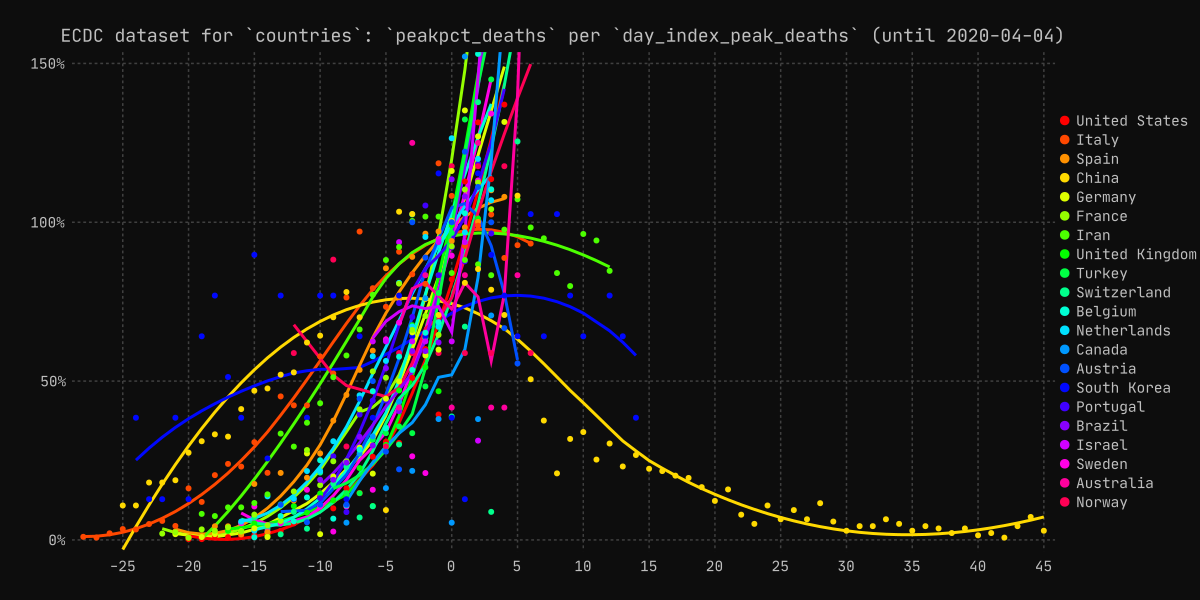 ECDC dataset for `countries`: `peakpct_deaths` per `day_index_peak_deaths` (until 2020-04-04)
150%
100%
50%
0%
-25 -20 -15 -10 -5 0 5 10 15 20 25 30 35 40 45
United States
Italy
Spain
China
Germany
France
Iran
United Kingdom
Turkey
Switzerland
Belgium
Netherlands
Canada
Austria
South Korea
Portugal
Brazil
Israel
Sweden
Australia
Norway